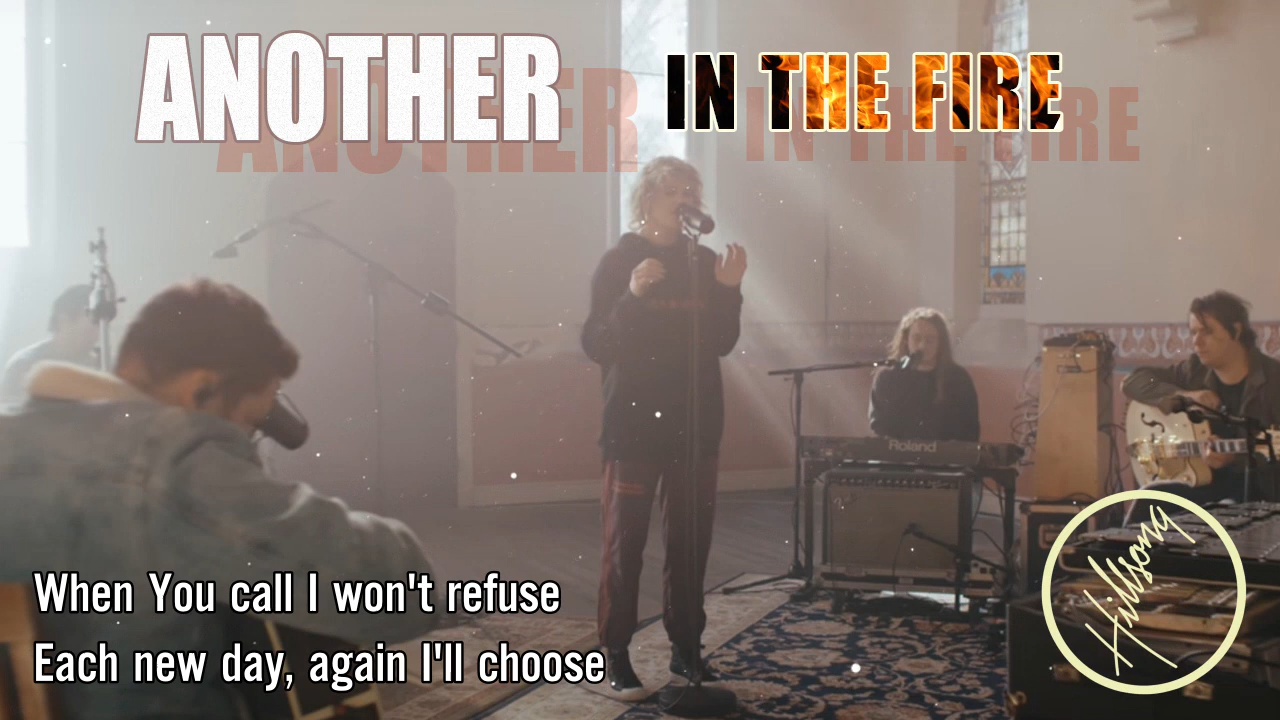 ANOTHER IN THE FIRE
Roland
When You call I won't refuse
Each new day, again I'll choose
Hillsong